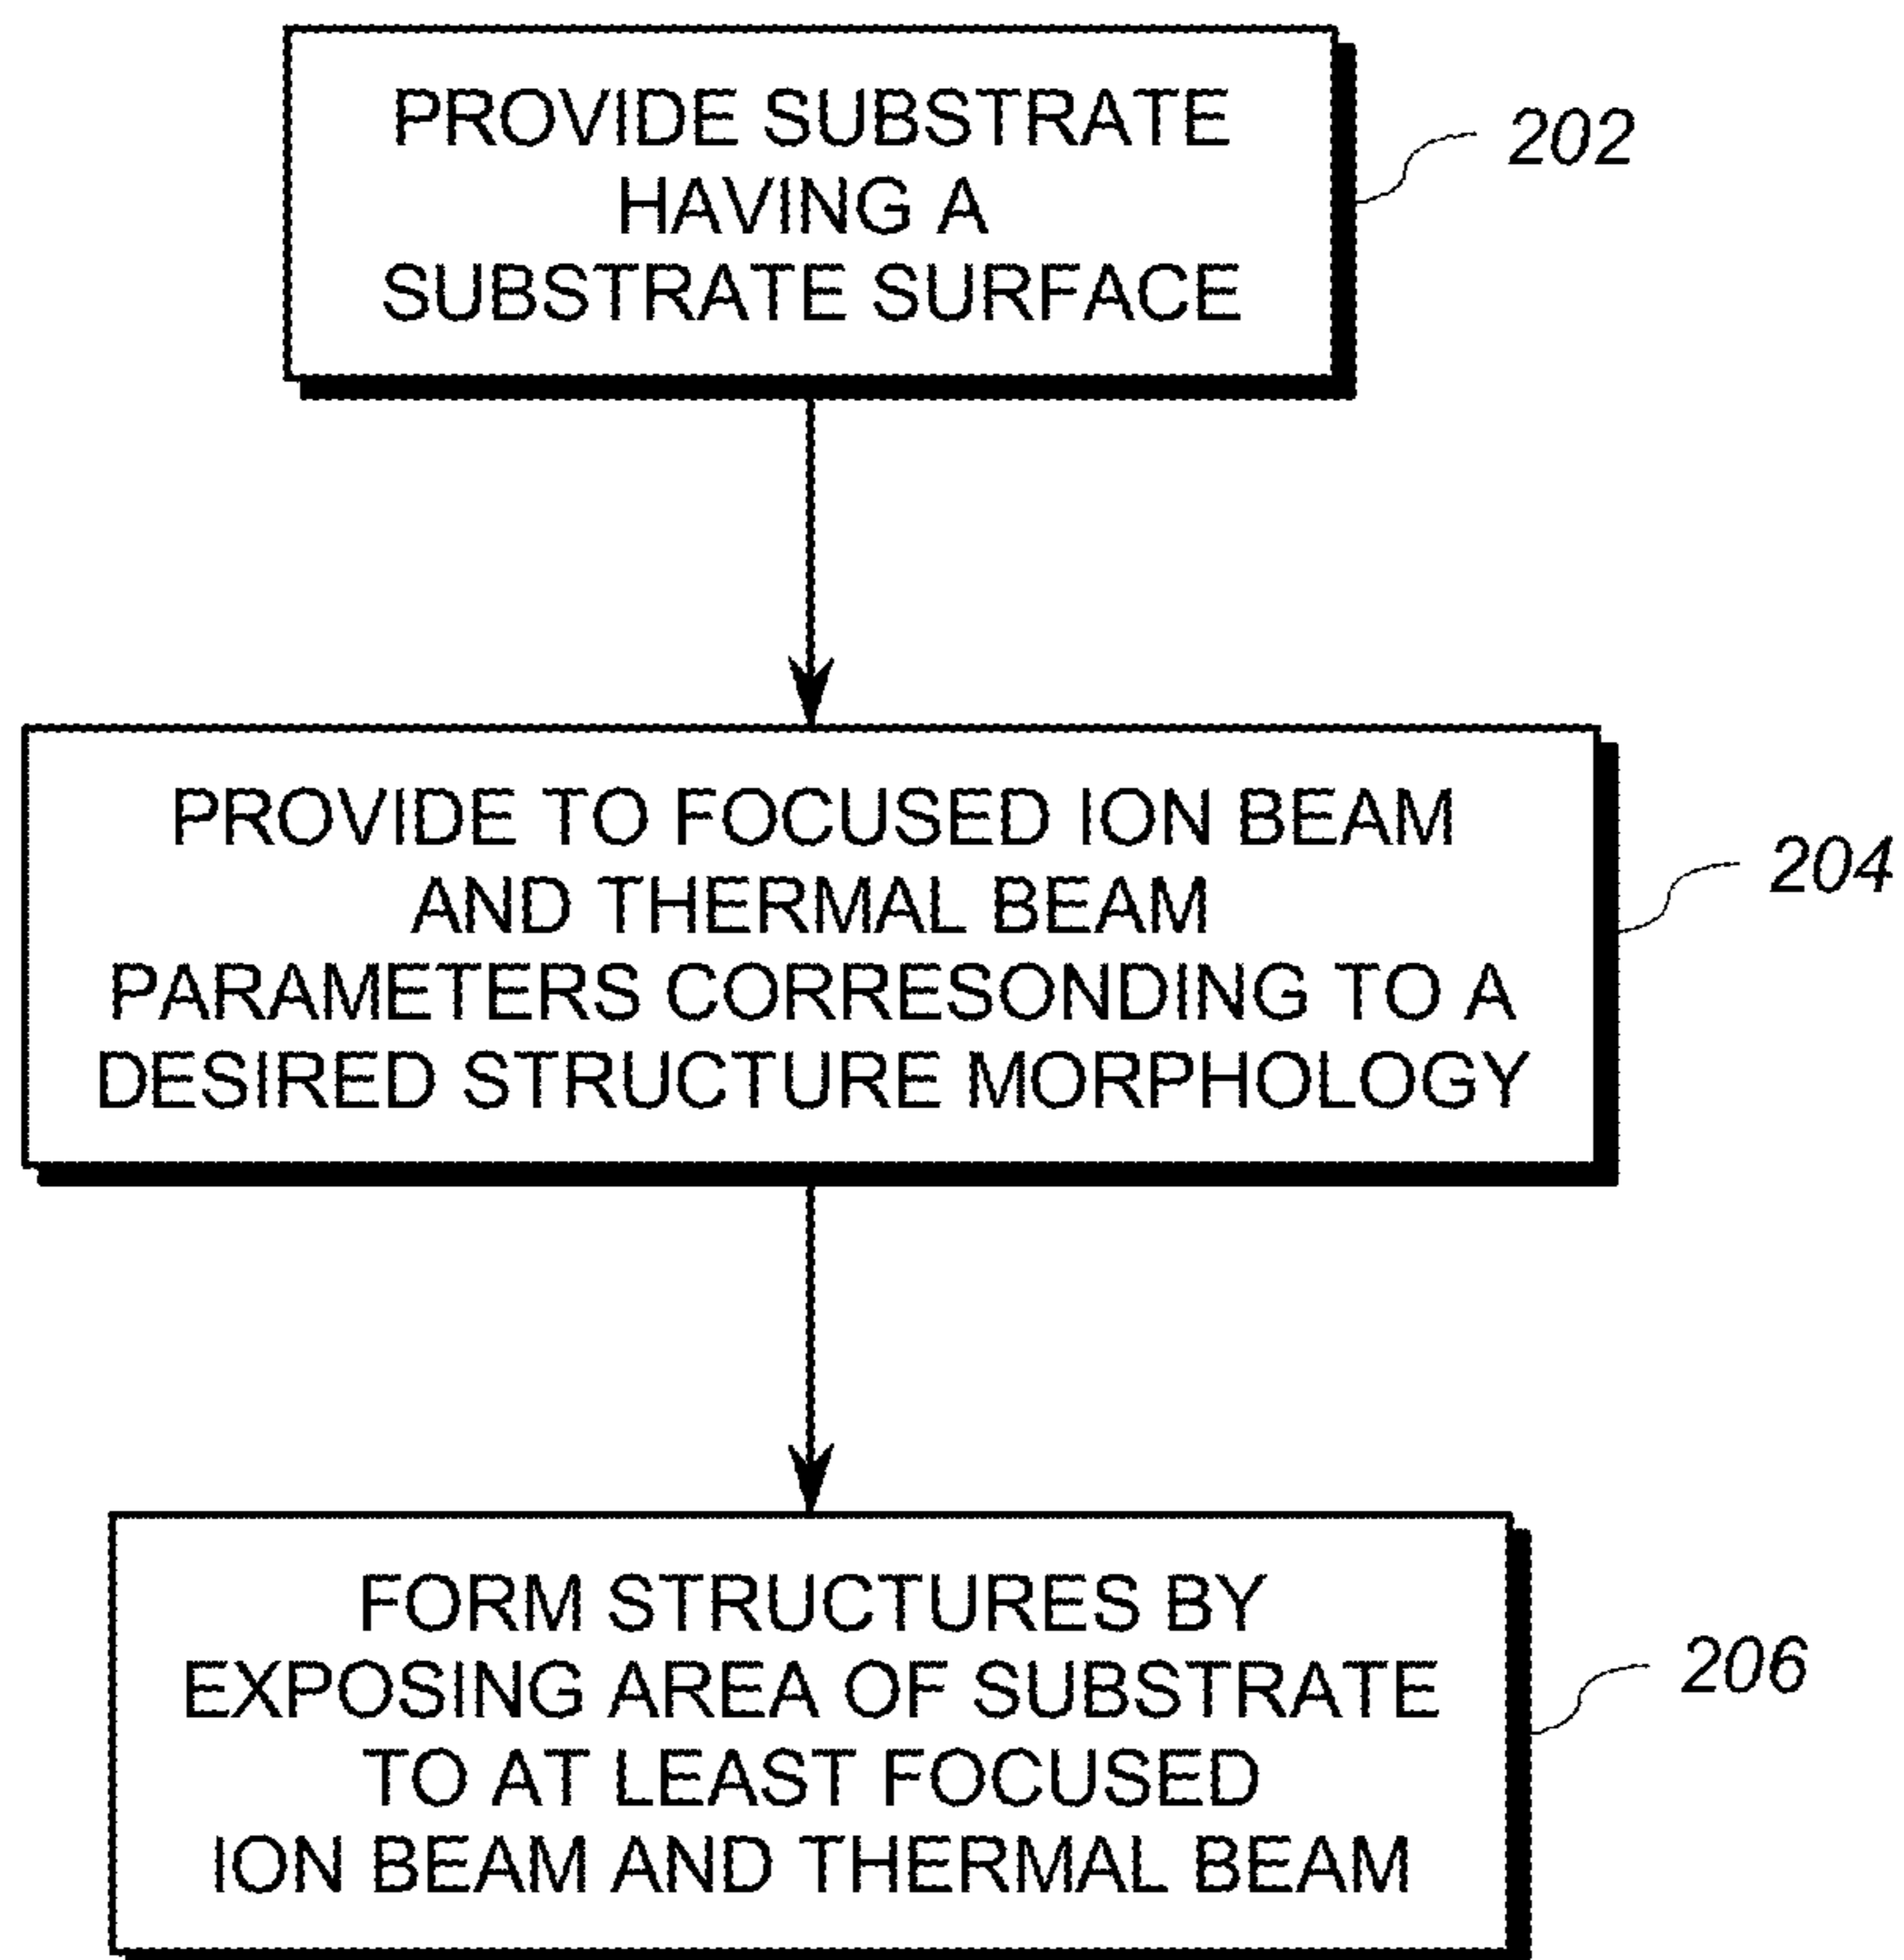 PROVIDE SUBSTRATE
HAVING A
SUBSTRATE SURFACE
202
PROVIDE TO FOCUSED ION BEAM
AND THERMAL BEAM
PARAMETERS CORRESONDING TO A
DESIRED STRUCTURE MORPHOLOGY
204
FORM STRUCTURES BY
EXPOSING AREA OF SUBSTRATE
TO AT LEAST FOCUSED
ION BEAM AND THERMAL BEAM
206